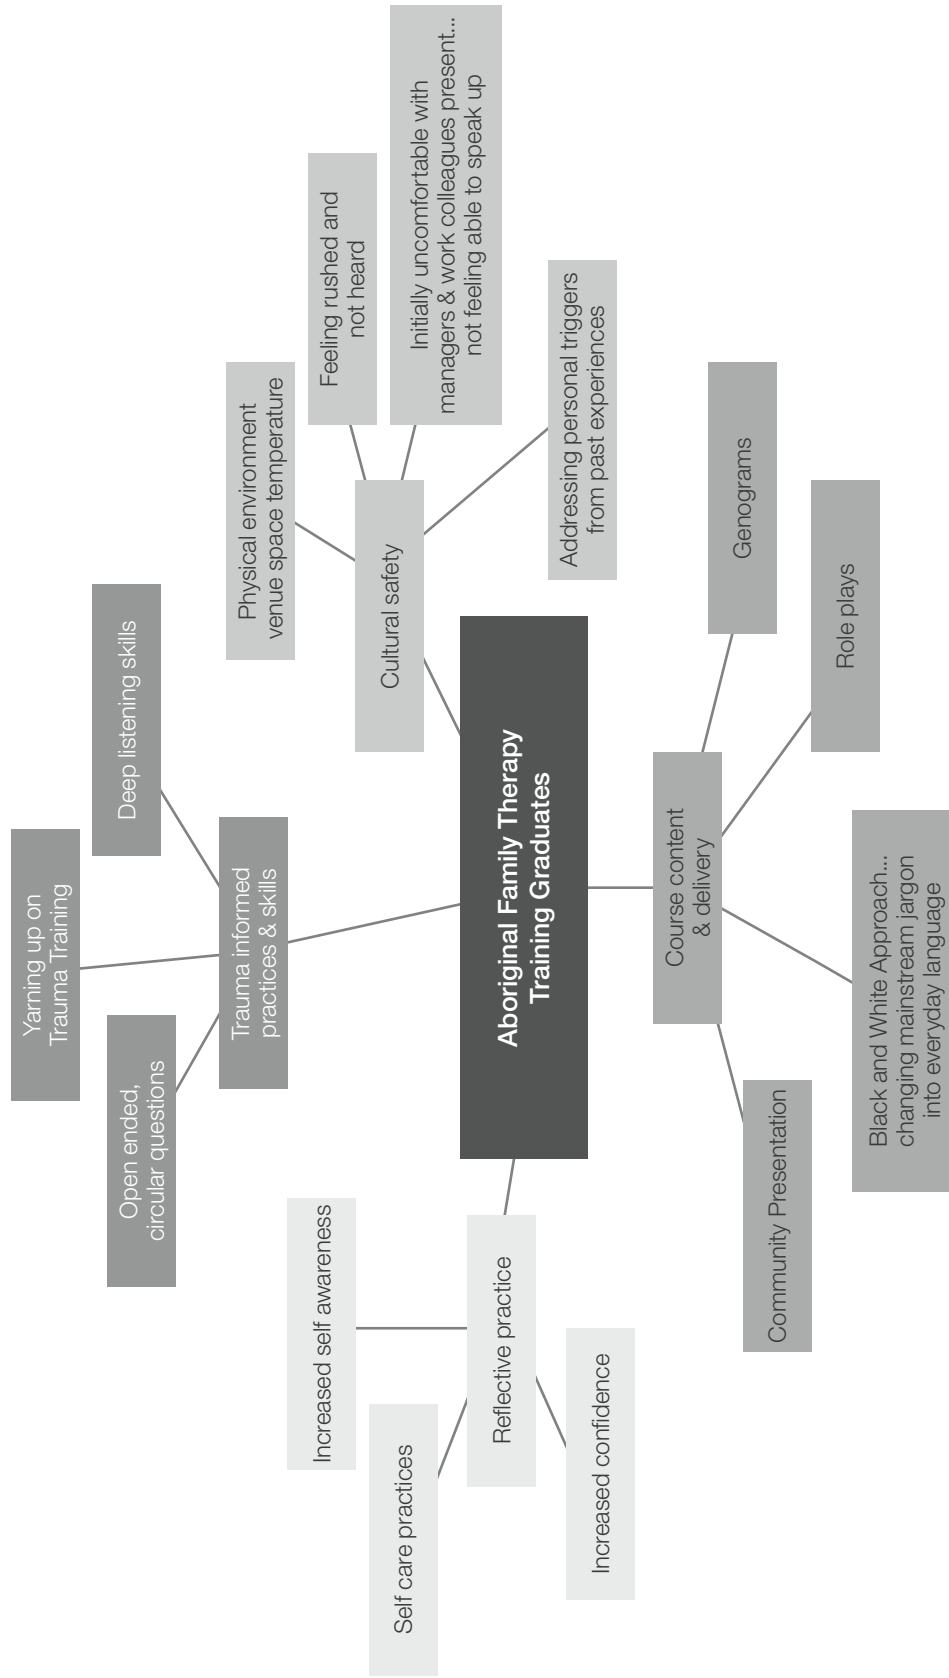 Yarning up on
Trauma Training
Open ended,
circular questions
Deep listening skills
Trauma informed
practices & skills
Physical environment
venue space temperature
Feeling rushed and
not heard
Initially uncomfortable with
managers & work colleagues present...
not feeling able to speak up
Cultural safety
Addressing personal triggers
from past experiences
Increased self awareness
Self care practices
Reflective practice
Increased confidence
Aboriginal Family Therapy
Training Graduates
Course content
& delivery
Genograms
Role plays
Community Presentation
Black and White Approach...
changing mainstream jargon
into everyday language